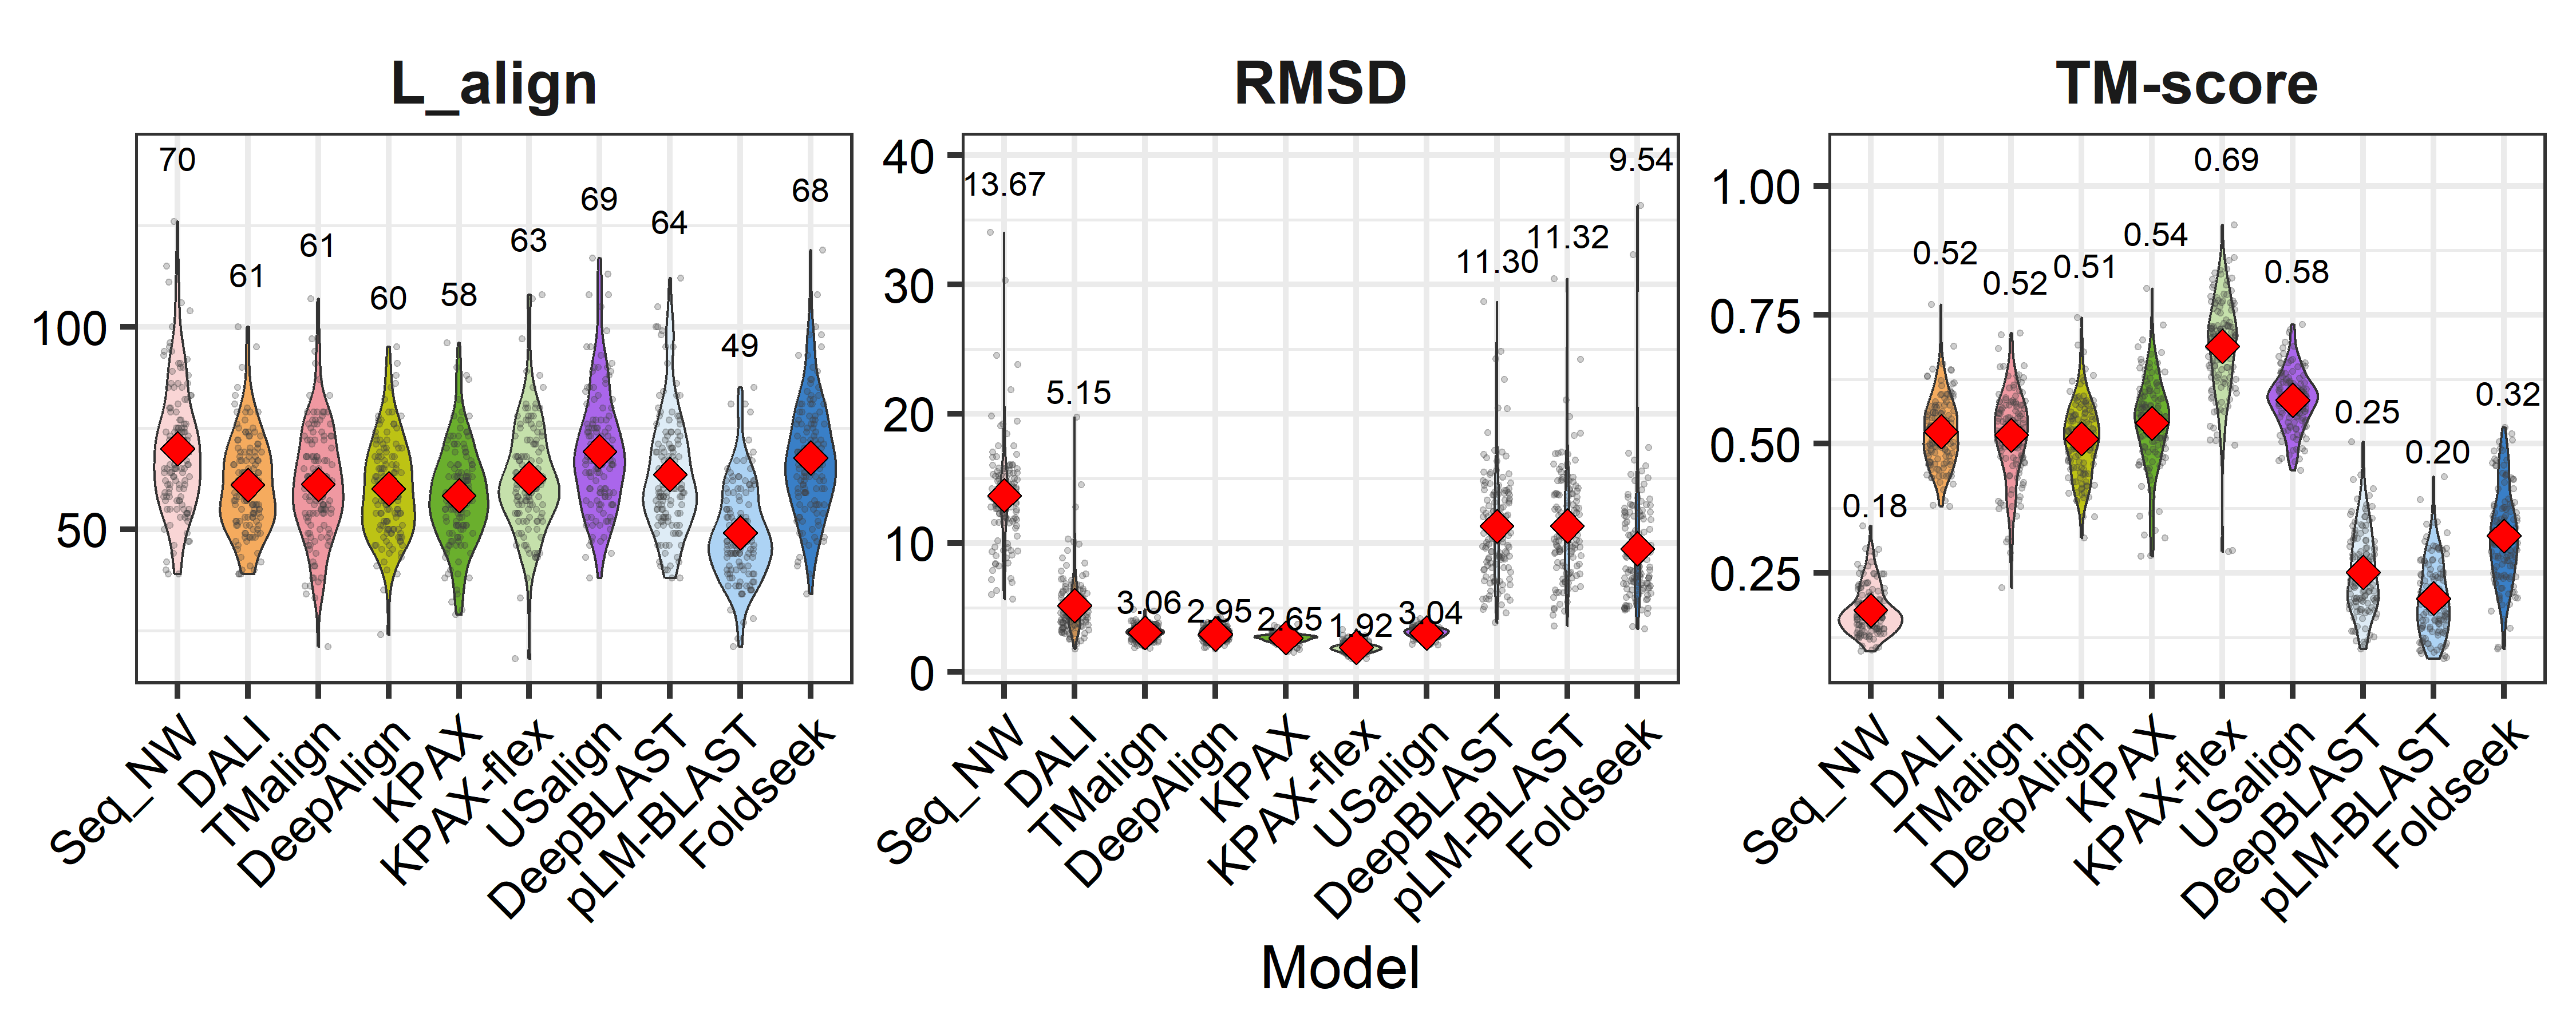 L_align
RMSD
TM-score
70
61
61
60
58
63
69
64
49
68
100
50
13.67
5.15
3.06
2.95
2.65
1.92
3.04
11.30
11.32
9.54
40
30
20
10
0
0.18
0.52
0.52
0.51
0.54
0.69
0.58
0.25
0.20
0.32
1.00
0.75
0.50
0.25
Seq_NW
DALI
TMalign
DeepAlign
KPAX
KPAX-flex
USalign
DeepBLAST
pLM-BLAST
Foldseek
Seq_NW
DALI
TMalign
DeepAlign
KPAX
KPAX-flex
USalign
DeepBLAST
pLM-BLAST
Foldseek
Seq_NW
DALI
TMalign
DeepAlign
KPAX
KPAX-flex
USalign
DeepBLAST
pLM-BLAST
Foldseek
Model